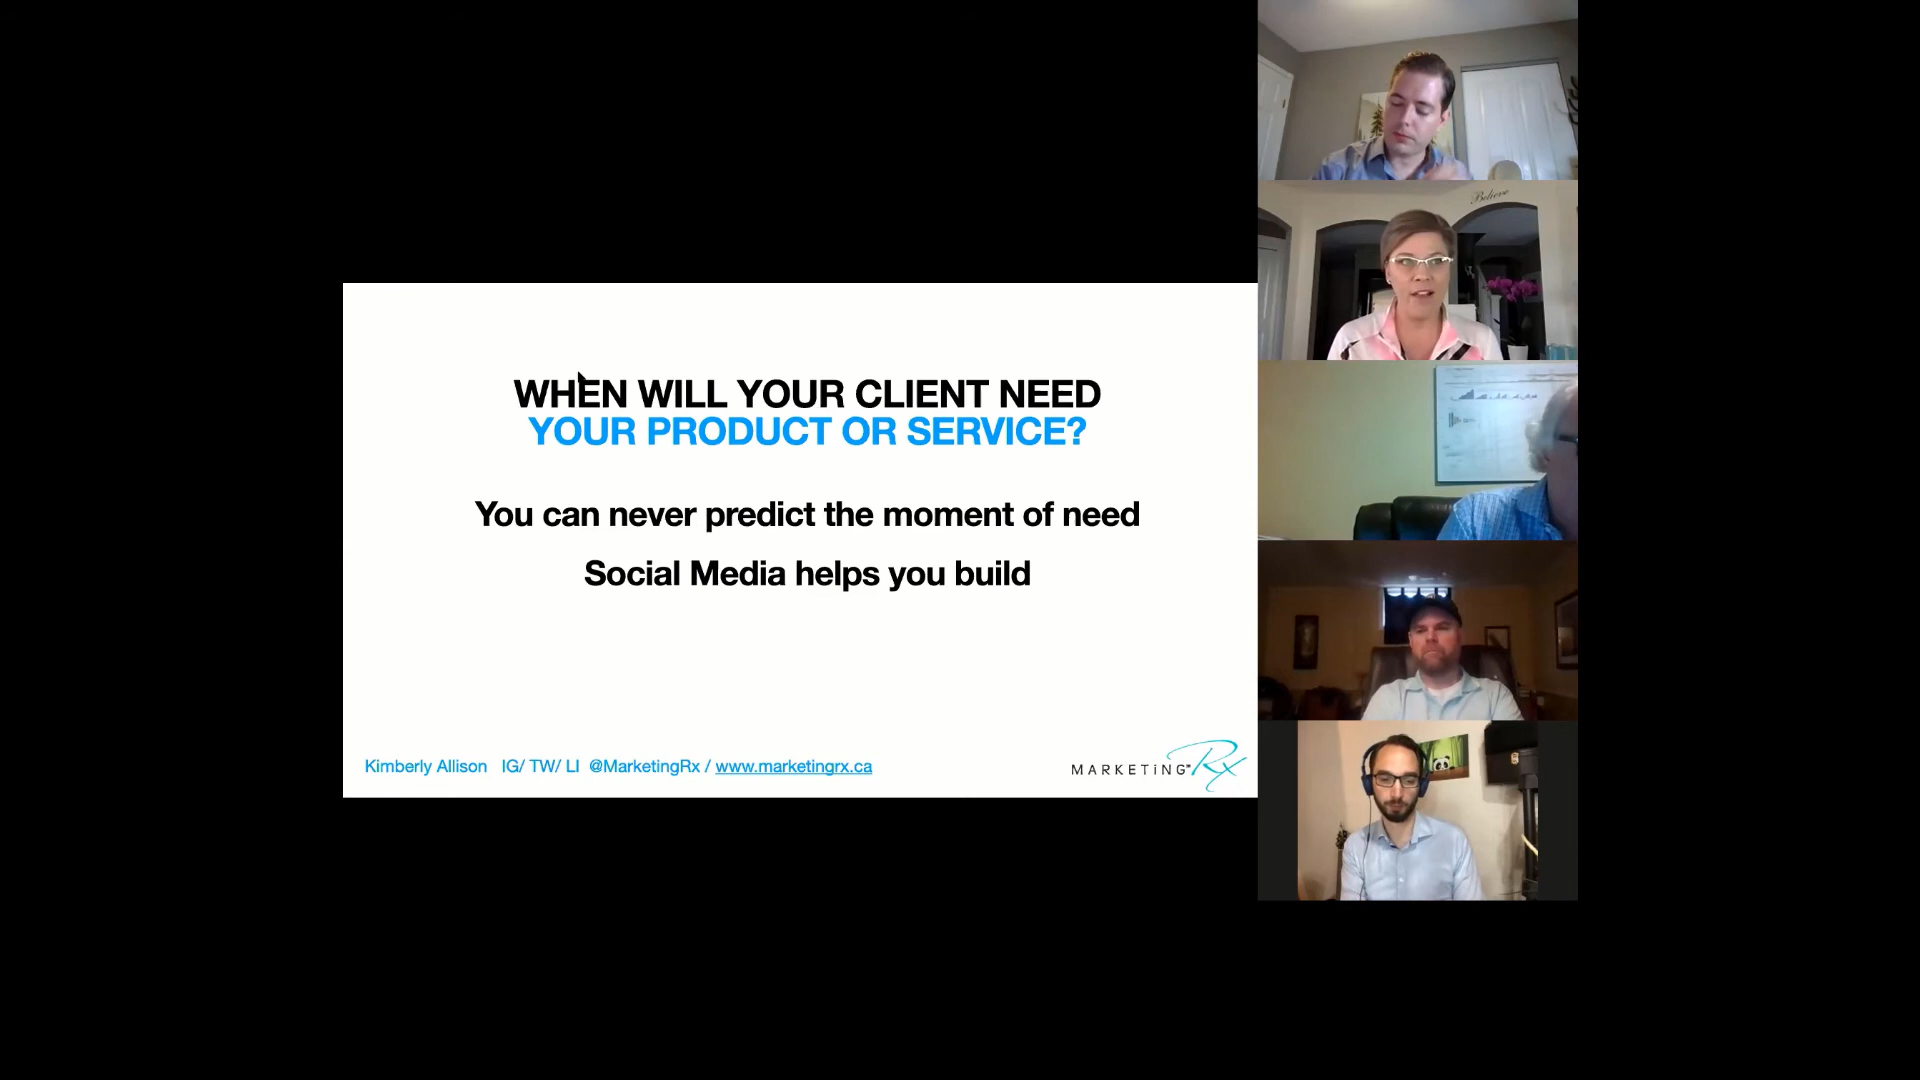 WHEN WILL YOUR CLIENT NEED
YOUR PRODUCT OR SERVICE?
You can never predict the moment of need
Social Media helps you build
Kimberly Allison IG/ TW/ LI @MarketingRx / www.marketingrx.ca
MARKETiNG Rx
Believe